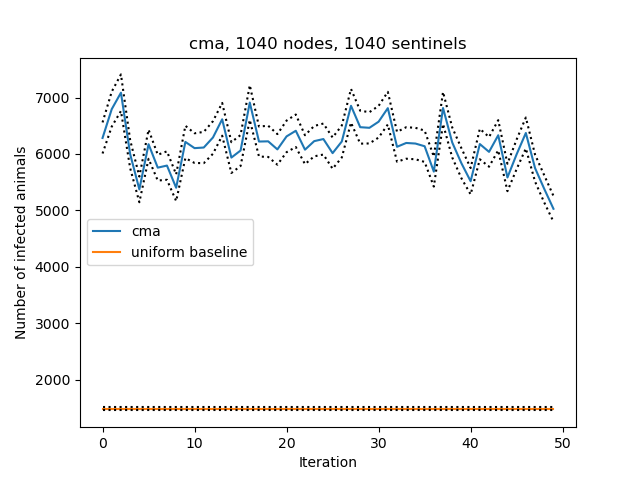 cma, 1040 nodes, 1040 sentinels
Number of infected animals
7000
6000
5000
4000
3000
2000
cma
uniform baseline
0
10
20
30
40
50
Iteration